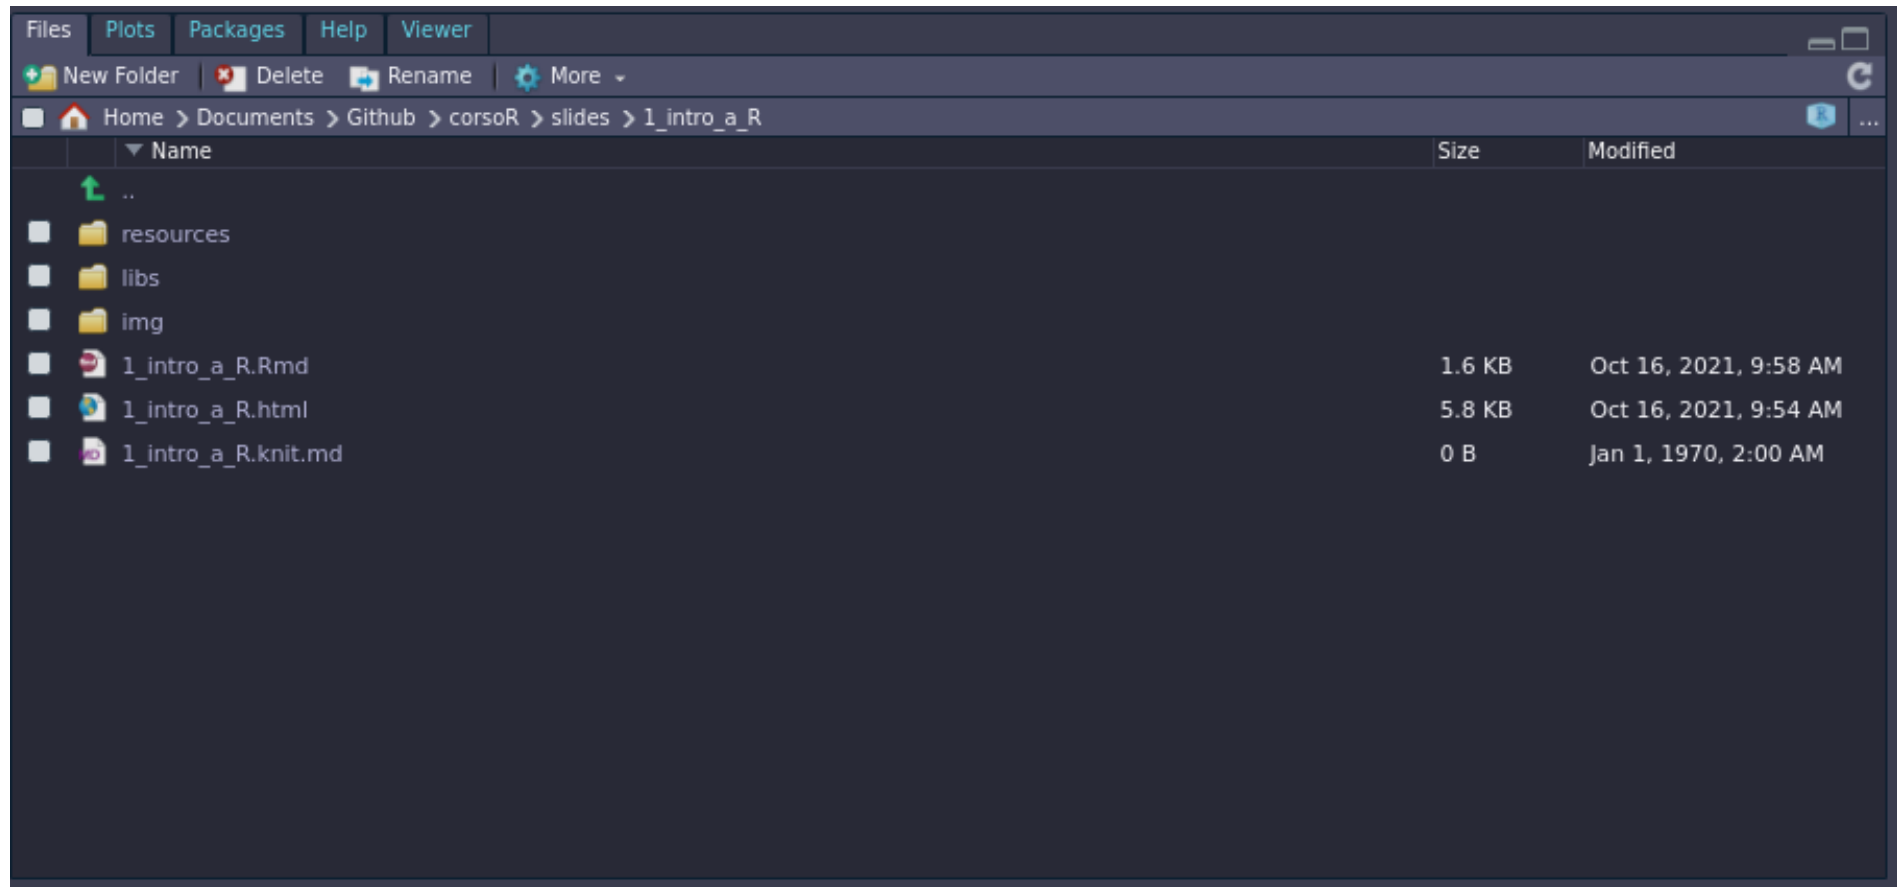 Files Plots Packages Help Viewer
New Folder Delete Rename More
Home Documents Github corsoR slides 1_intro_a_R R ...
Name Size Modified
..
resources
libs
img
1_intro_a_R.Rmd 1.6 KB Oct 16, 2021, 9:58 AM
1_intro_a_R.html 5.8 KB Oct 16, 2021, 9:54 AM
1_intro_a_R.knit.md 0 B Jan 1, 1970, 2:00 AM